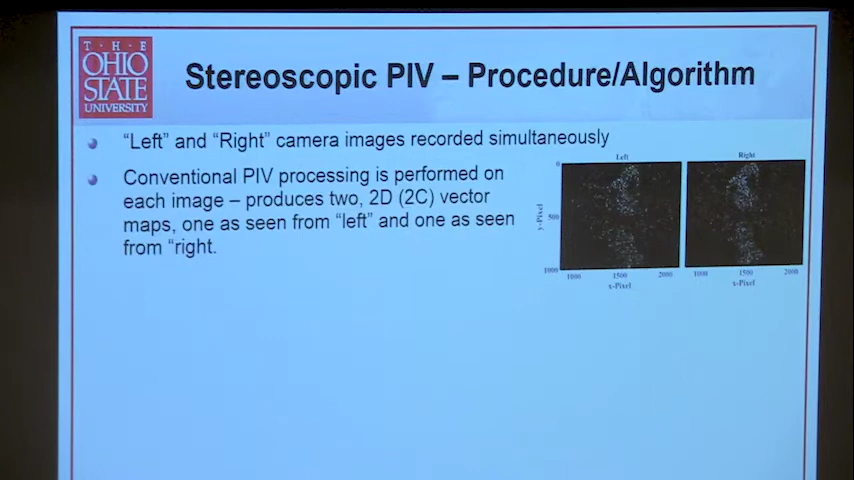 T · H · E
OHIO
STATE
UNIVERSITY
Stereoscopic PIV – Procedure/Algorithm
“Left” and “Right” camera images recorded simultaneously
Conventional PIV processing is performed on
each image – produces two, 2D (2C) vector
maps, one as seen from “left” and one as seen
from “right.
Left
Right
0
500
1000
y-Pixel
1000 1500 2000
x-Pixel
1000 1500 2000
x-Pixel